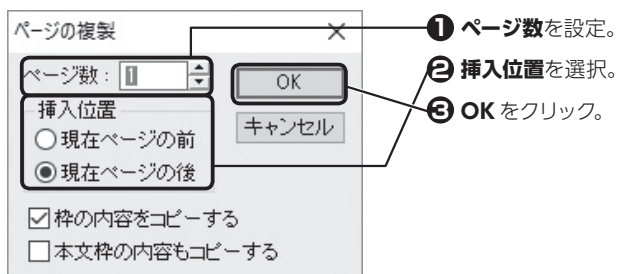 ページの複製
ページ数：1
挿入位置
現在ページの前
現在ページの後
OK
キャンセル
枠の内容をコピーする
本文枠の内容もコピーする
❶ ページ数を設定。
❷ 挿入位置を選択。
❸ OK をクリック。